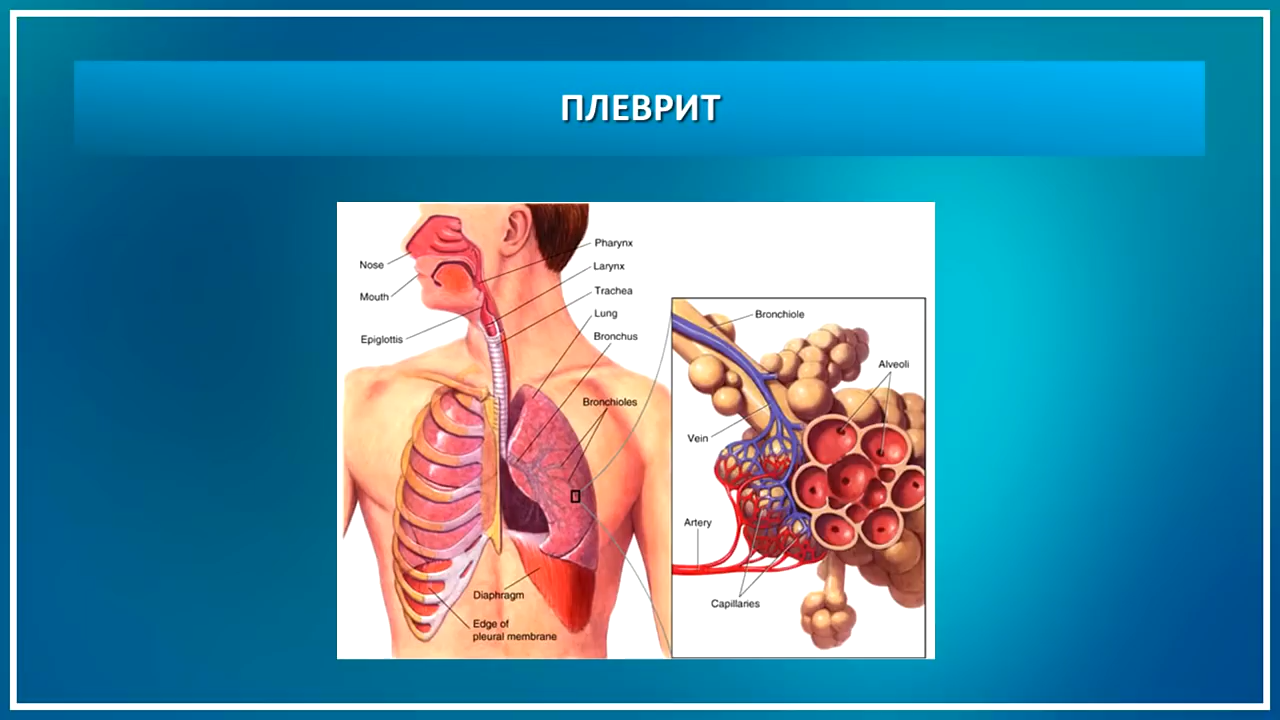 ПЛЕВРИТ
Nose
Mouth
Epiglottis
Pharynx
Larynx
Trachea
Lung
Bronchus
Bronchioles
Diaphragm
Edge of
pleural membrane
Bronchiole
Alveoli
Vein
Artery
Capillaries